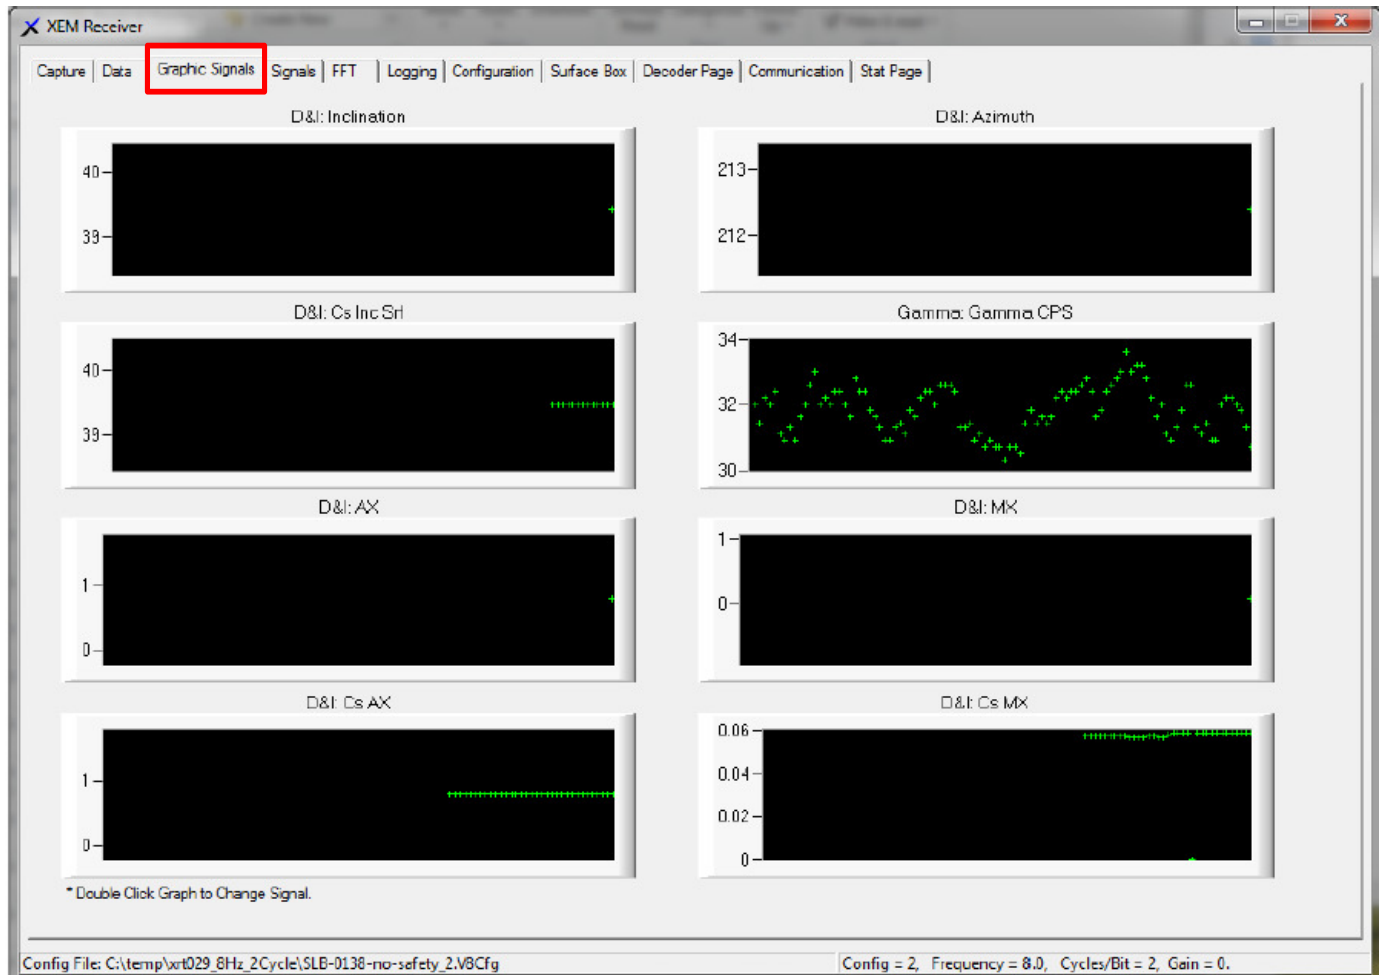 XEM Receiver
Capture Data Graphic Signals Signals FFT Logging Configuration Surface Box Decoder Page Communication Stat Page
D&I: Inclination
40
39
D&I: Azimuth
213
212
D&I: Cs Inc Srf
40
39
Gamma: Gamma CPS
34
32
30
D&I: AX
1
0
D&I: MX
1
0
D&I: Cs AX
1
0
D&I: Cs MX
0.06
0.04
0.02
0
* Double Click Graph to Change Signal.
Config File: C:\temp\xrt029_8Hz_2Cycle\SLB-0138-no-safety_2.V8Cfg
Config = 2, Frequency = 8.0, Cycles/Bit = 2, Gain = 0.